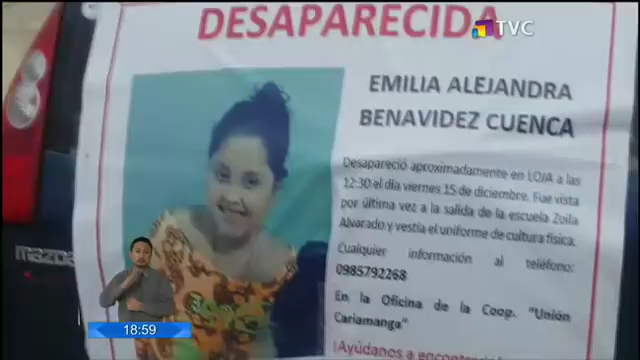 DESAPARECIDA
TVC
EMILIA ALEJANDRA
BENAVIDEZ CUENCA
Desapareció aproximadamente en LOJA a las
12:30 el día viernes 15 de diciembre. Fue vista
por última vez a la salida de la escuela Zoila
Alvarado y vestía el uniforme de cultura física.
Cualquier información al teléfono:
0985792268
En la Oficina de la Coop. "Unión
Cariamanga"
¡Ayúdanos a
mazda
18:59